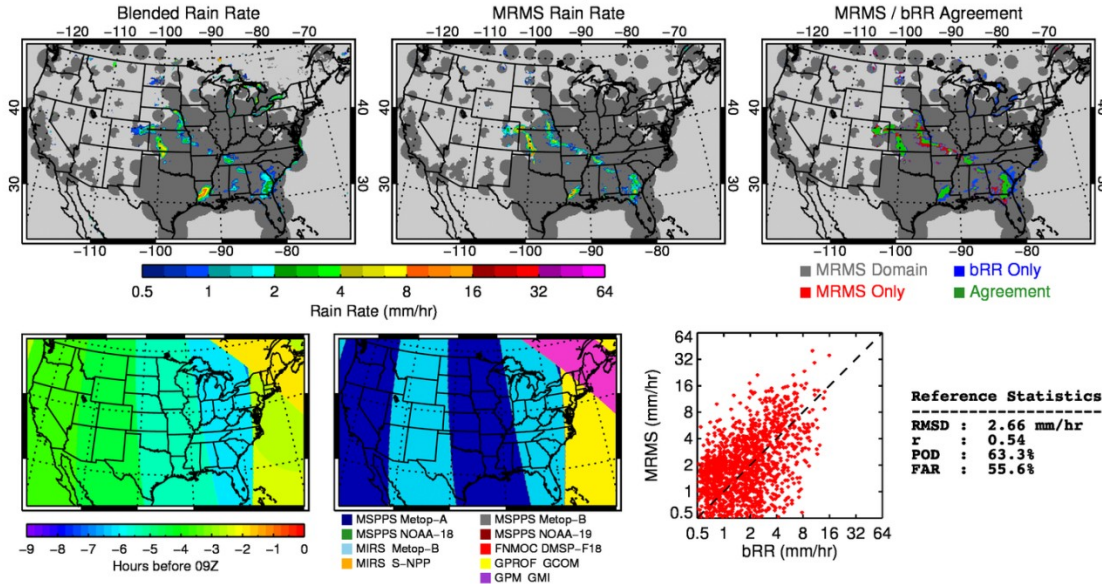 Blended Rain Rate
MRMS Rain Rate
MRMS / bRR Agreement
-120 -110 -100 -90 -80 -70
-120 -110 -100 -90 -80 -70
-120 -110 -100 -90 -80 -70
40
30
40
30
40
30
-110 -100 -90 -80
-110 -100 -90 -80
-110 -100 -90 -80
0.5 1 2 4 8 16 32 64
Rain Rate (mm/hr)
MRMS Domain
bRR Only
MRMS Only
Agreement
-9 -8 -7 -6 -5 -4 -3 -2 -1 0
Hours before 09Z
MSPPS Metop-A
MSPPS Metop-B
MSPPS NOAA-18
MSPPS NOAA-19
MIRS Metop-B
FNMOC DMSP-F18
MIRS S-NPP
GPROF GCOM
GPM GMI
64
32
16
8
4
2
1
0.5
MRMS (mm/hr)
0.5 1 2 4 8 16 32 64
bRR (mm/hr)
Reference Statistics
--------------------
RMSD : 2.66 mm/hr
r : 0.54
POD : 63.3%
FAR : 55.6%